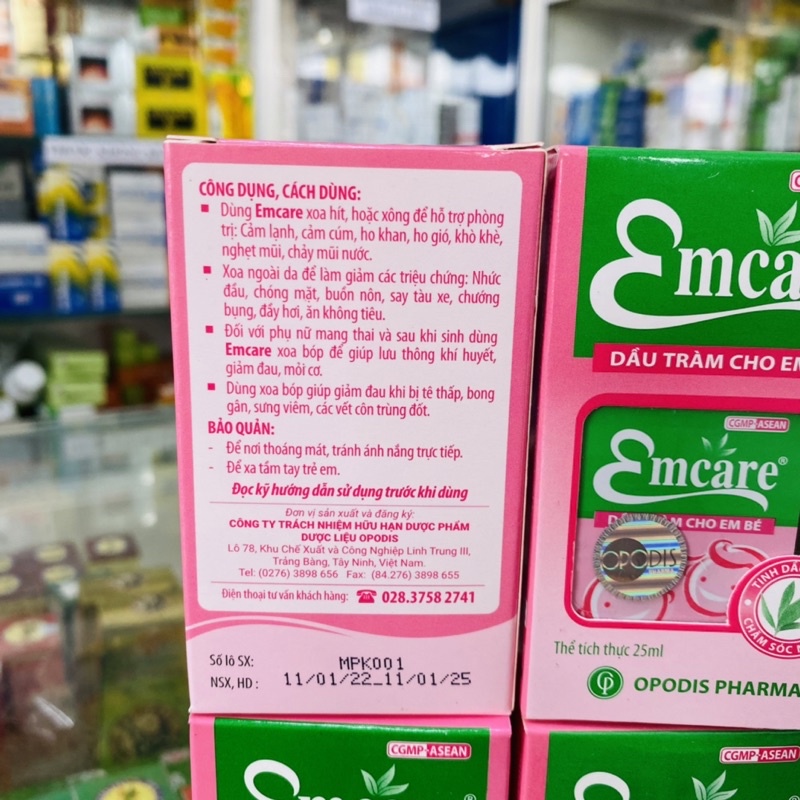 CÔNG DỤNG, CÁCH DÙNG:
Dùng Emcare xoa hít, hoặc xông để hỗ trợ phòng
trị: Cảm lạnh, cảm cúm, ho khan, ho gió, khò khè,
nghẹt mũi, chảy mũi nước.
Xoa ngoài da để làm giảm các triệu chứng: Nhức
đầu, chóng mặt, buồn nôn, say tàu xe, chướng
bụng, đầy hơi, ăn không tiêu.
Đối với phụ nữ mang thai và sau khi sinh dùng
Emcare xoa bóp để giúp lưu thông khí huyết,
giảm đau, mỏi cơ.
Dùng xoa bóp giúp giảm đau khi bị tê thấp, bong
gân, sưng viêm, các vết côn trùng đốt.
BẢO QUẢN:
- Để nơi thoáng mát, tránh ánh nắng trực tiếp.
- Để xa tầm tay trẻ em.
Đọc kỹ hướng dẫn sử dụng trước khi dùng
Đơn vị sản xuất và đăng ký:
CÔNG TY TRÁCH NHIỆM HỮU HẠN DƯỢC PHẨM
DƯỢC LIỆU OPODIS
Lô 78, Khu Chế Xuất và Công Nghiệp Linh Trung III,
Trảng Bàng, Tây Ninh, Việt Nam.
Tel: (0276) 3898 656 Fax: (84.276) 3898 655
Điện thoại tư vấn khách hàng: ☎ 028.3758 2741
Số lô SX: MPK001
NSX, HD : 11/01/22_11/01/25
Emcare
DẦU TRÀM CHO EM
CGMP-ASEAN
Emcare®
DẦU TRÀM CHO EM BÉ
OPODIS
TINH DẦU
CHĂM SÓC
Thể tích thực 25ml
OPODIS PHARMA
CGMP-ASEAN
Emcare®
CGMP-ASEAN